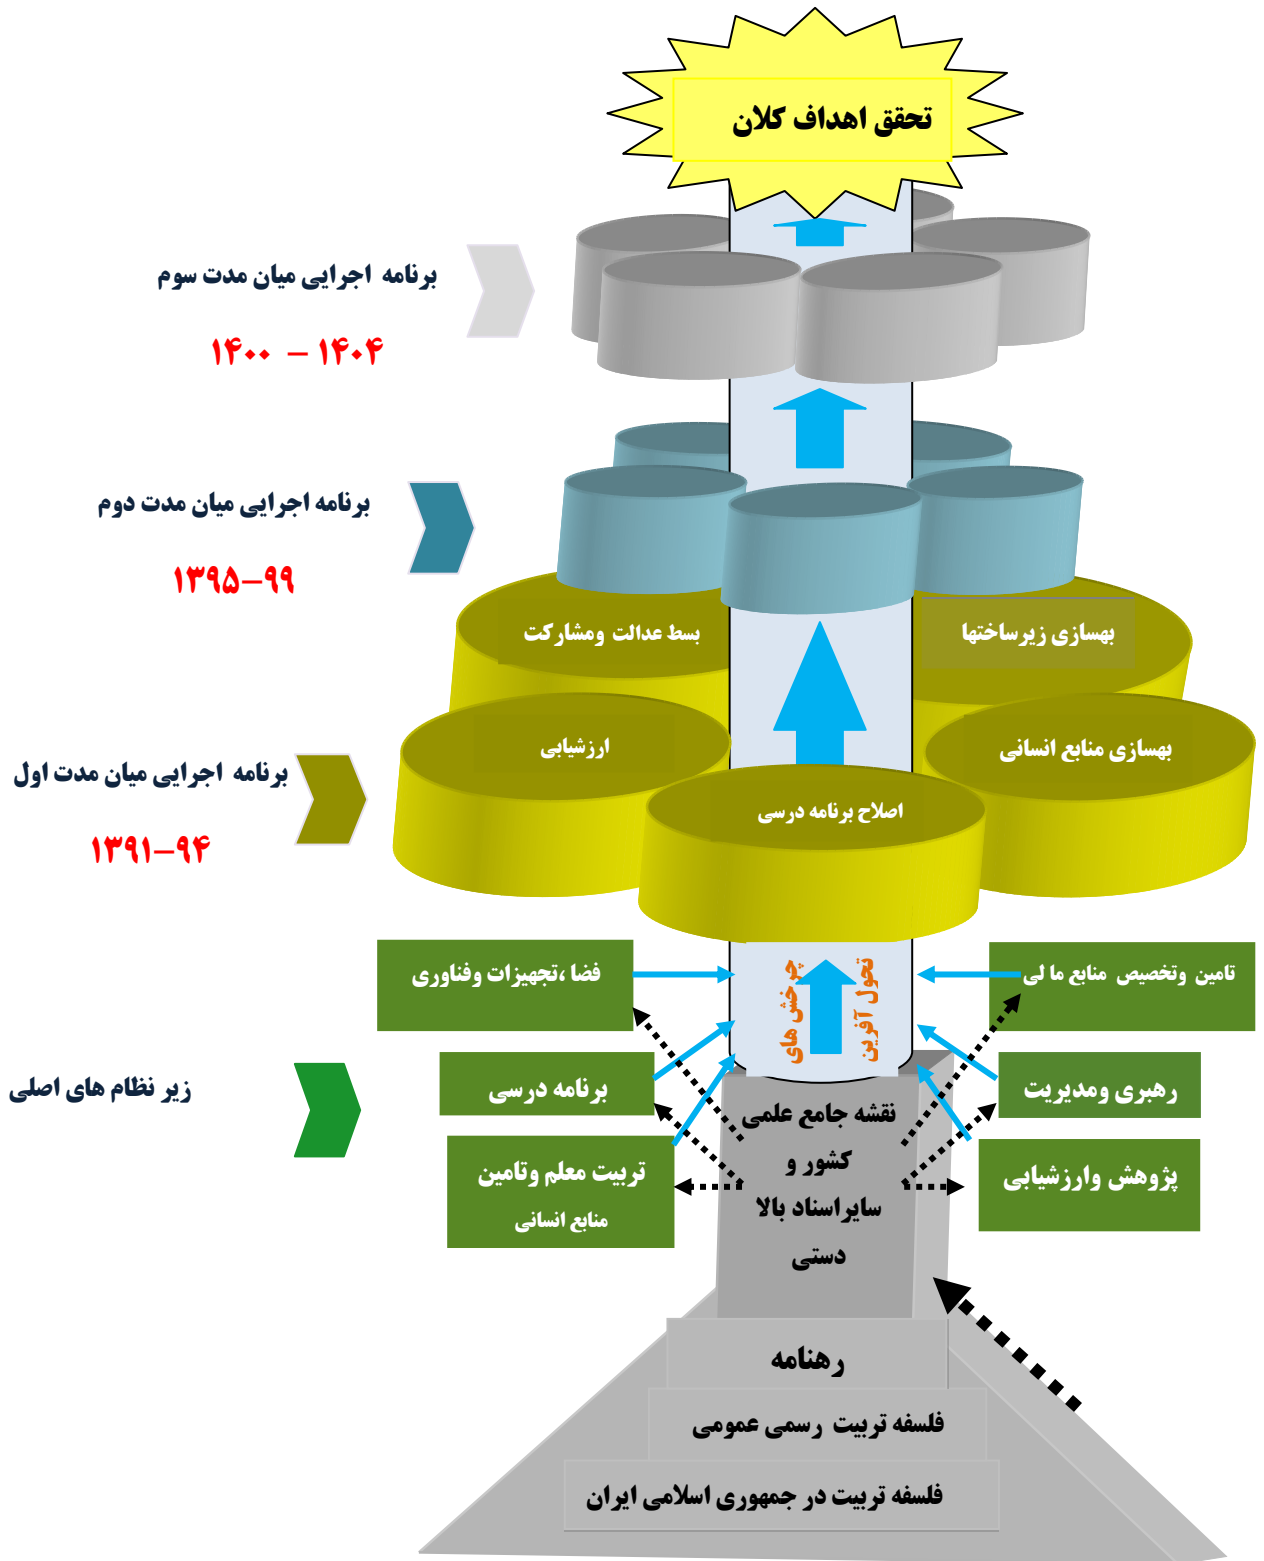 تحقق اهداف کلان
برنامه اجرایی میان مدت سوم
۱۴۰۰ – ۱۴۰۴
برنامه اجرایی میان مدت دوم
۱۳۹۵–۹۹
بهسازی زیرساختها
بسط عدالت ومشارکت
بهسازی منابع انسانی
ارزشیابی
اصلاح برنامه درسی
برنامه اجرایی میان مدت اول
۱۳۹۱–۹۴
چرخش های
تحول آفرین
تامین وتخصیص منابع ما لی
فضا ،تجهیزات وفناوری
رهبری ومدیریت
برنامه درسی
زیر نظام های اصلی
پژوهش وارزشیابی
تربیت معلم وتامین
منابع انسانی
نقشه جامع علمی
کشور و
سایراسناد بالا
دستی
رهنامه
فلسفه تربیت رسمی عمومی
فلسفه تربیت در جمهوری اسلامی ایران